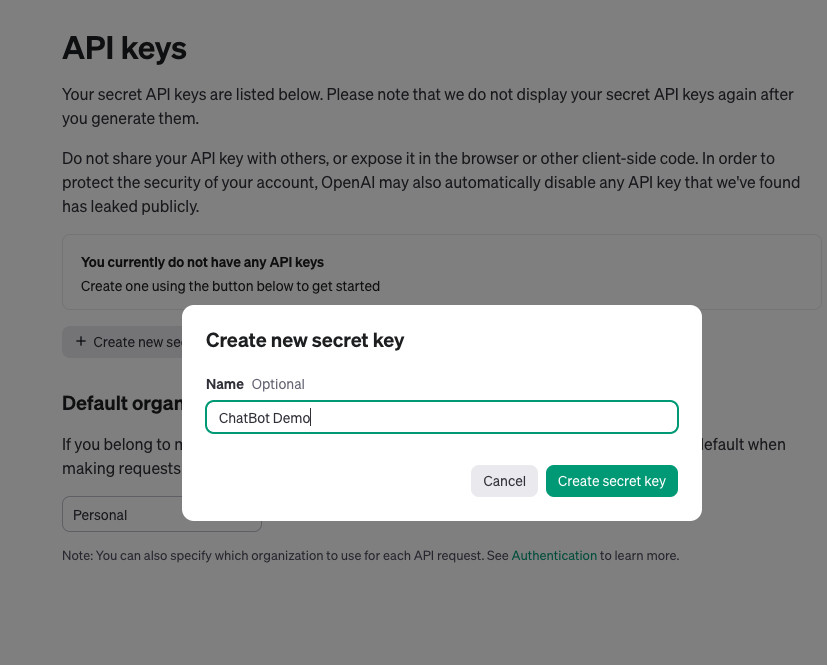 API keys
Your secret API keys are listed below. Please note that we do not display your secret API keys again after
you generate them.
Do not share your API key with others, or expose it in the browser or other client-side code. In order to
protect the security of your account, OpenAI may also automatically disable any API key that we've found
has leaked publicly.
You currently do not have any API keys
Create one using the button below to get started
+ Create new
Create new secret key
Name Optional
ChatBot Demo
Cancel Create secret key
Default
If you belong to default when
making requests
Personal
Note: You can also specify which organization to use for each API request. See Authentication to learn more.